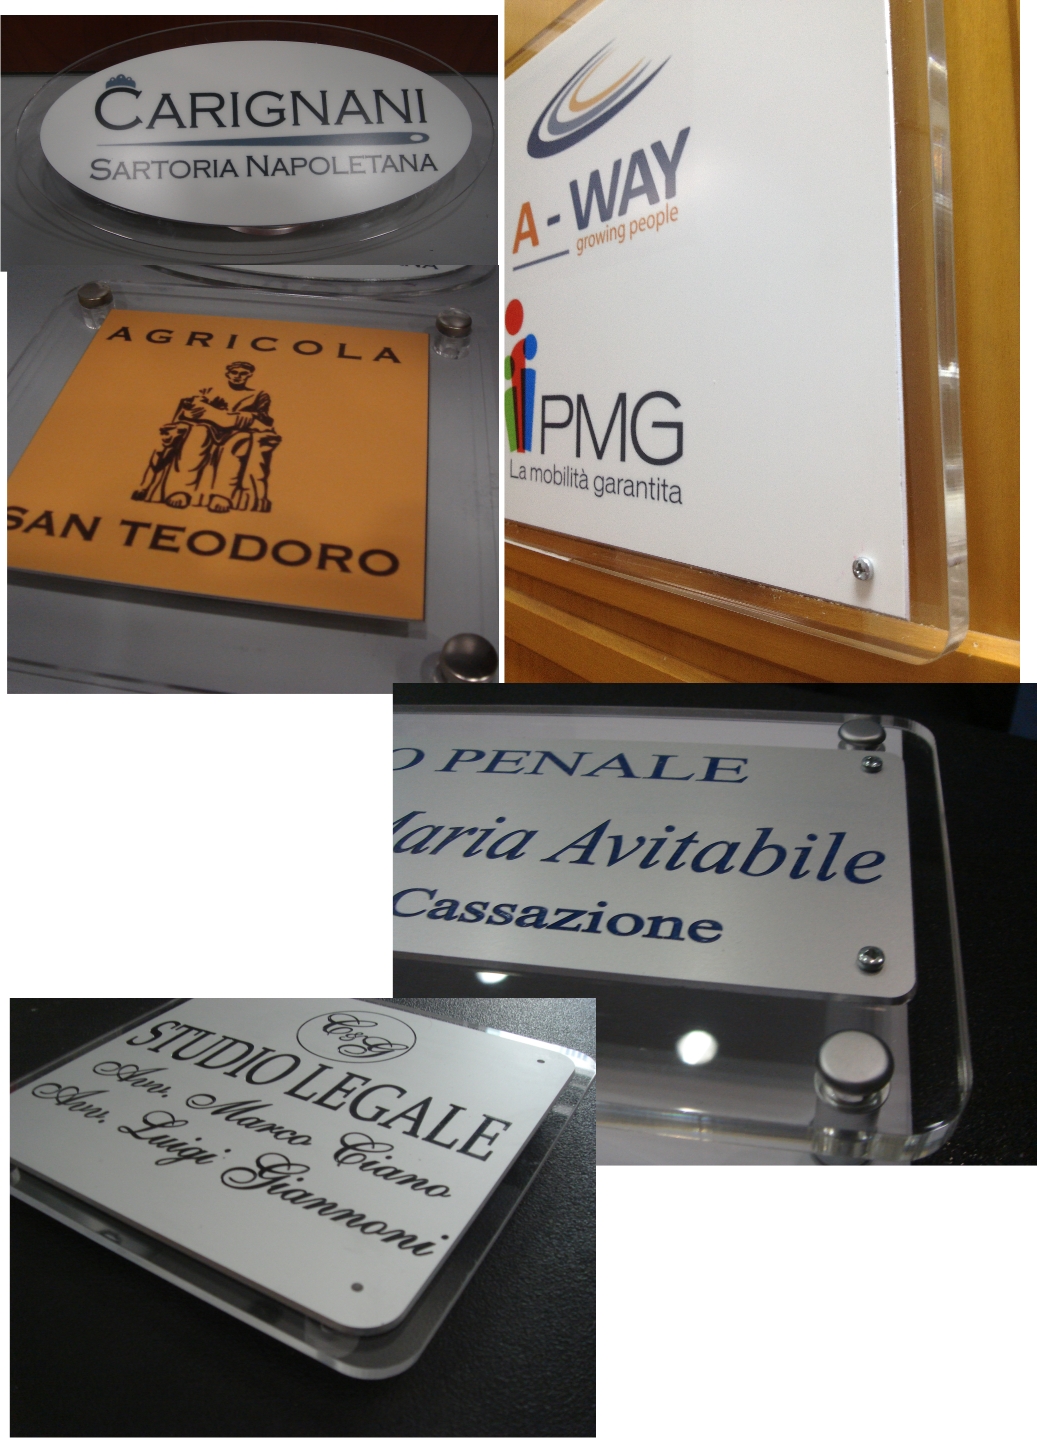 CARIGNANI
SARTORIA NAPOLETANA
AGRICOLA
SAN TEODORO
A - WAY
growing people
PMG
La mobilità garantita
O PENALE
Maria Avitabile
Cassazione
C&G
STUDIO LEGALE
Avv. Marco Ciano
Avv. Luigi Giannoni